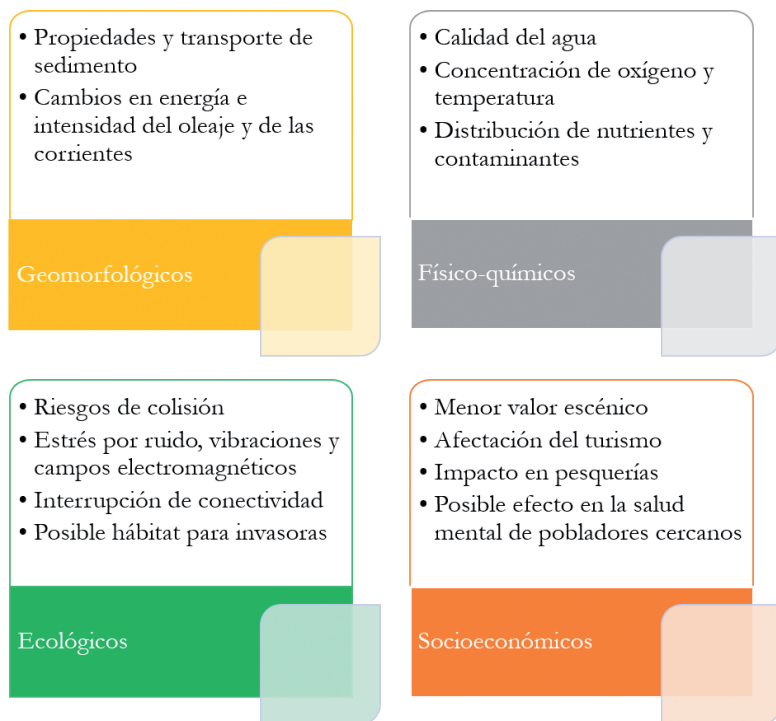 • Propiedades y transporte de
sedimento
• Cambios en energía e
intensidad del oleaje y de las
corrientes
Geomorfológicos
• Calidad del agua
• Concentración de oxígeno y
temperatura
• Distribución de nutrientes y
contaminantes
Físico-químicos
• Riesgos de colisión
• Estrés por ruido, vibraciones y
campos electromagnéticos
• Interrupción de conectividad
• Posible hábitat para invasoras
Ecológicos
• Menor valor escénico
• Afectación del turismo
• Impacto en pesquerías
• Posible efecto en la salud
mental de pobladores cercanos
Socioeconómicos